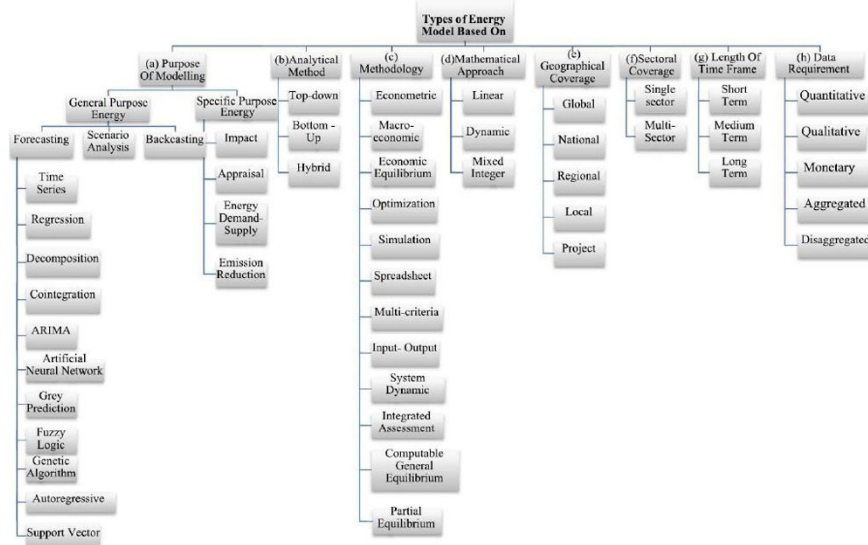 Types of Energy
Model Based On
(a) Purpose
Of Modelling
(b) Analytical
Method
(c)
Methodology
(d)Mathematical
Approach
(e)
Geographical
Coverage
(f)Sectoral
Coverage
(g) Length Of
Time Frame
(h) Data
Requirement
General Purpose
Energy
Specific Purpose
Energy
Forecasting
Scenario
Analysis
Backcasting
Time
Series
Regression
Decomposition
Cointegration
ARIMA
Artificial
Neural Network
Grey
Prediction
Fuzzy
Logic
Genetic
Algorithm
Autoregressive
Support Vector
Impact
Appraisal
Energy
Demand-
Supply
Emission
Reduction
Top-down
Bottom -
Up
Hybrid
Econometric
Macro-
economic
Economic
Equilibrium
Optimization
Simulation
Spreadsheet
Multi-criteria
Input- Output
System
Dynamic
Integrated
Assessment
Computable
General
Equilibrium
Partial
Equilibrium
Linear
Dynamic
Mixed
Integer
Global
National
Regional
Local
Project
Single
sector
Multi-
Sector
Short
Term
Medium
Term
Long
Term
Quantitative
Qualitative
Monetary
Aggregated
Disaggregated